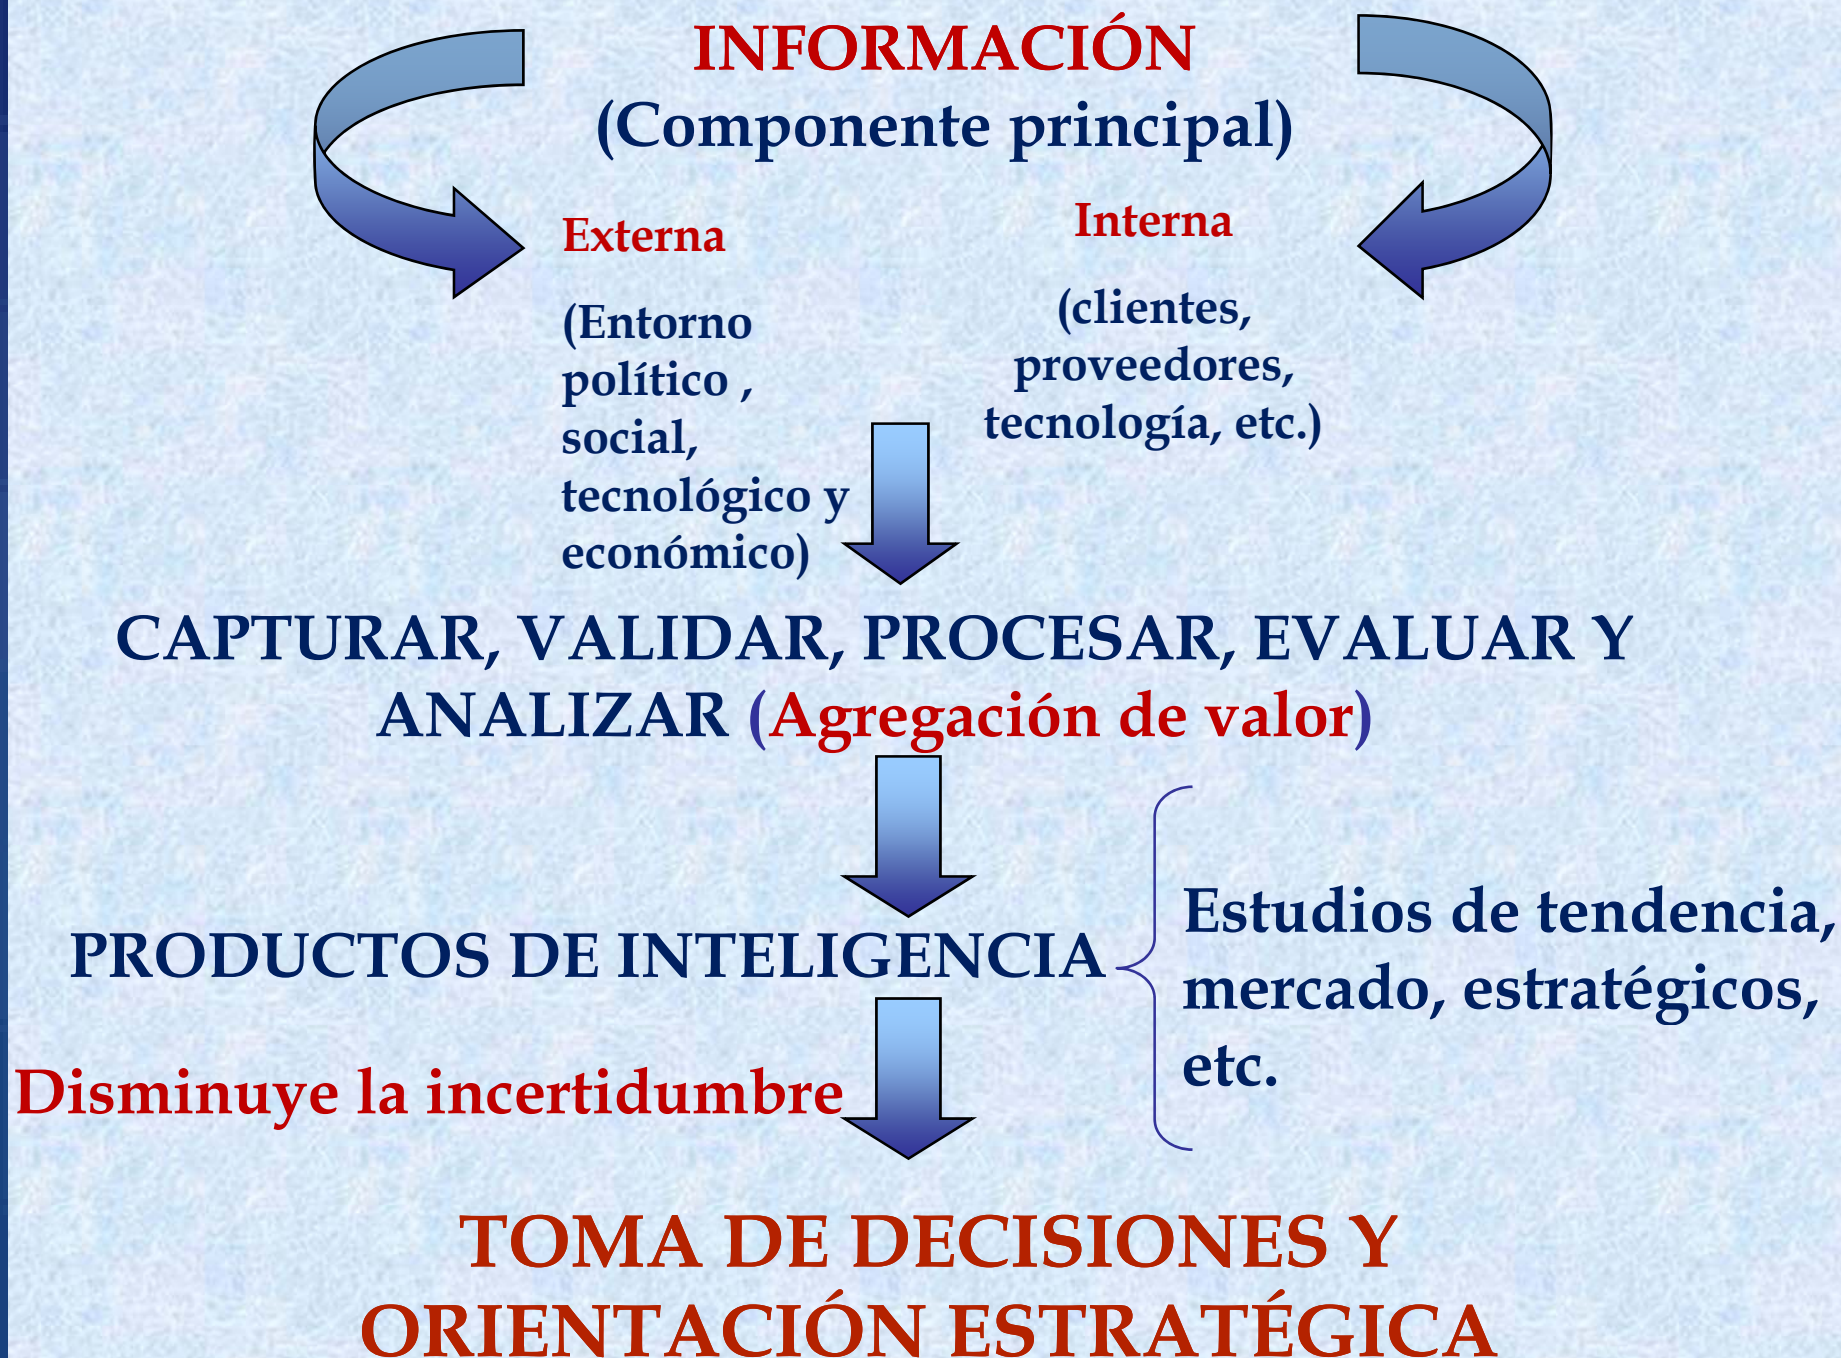 INFORMACIÓN
(Componente principal)
Externa
(Entorno
político ,
social,
tecnológico y
económico)
Interna
(clientes,
proveedores,
tecnología, etc.)
CAPTURAR, VALIDAR, PROCESAR, EVALUAR Y
ANALIZAR (Agregación de valor)
PRODUCTOS DE INTELIGENCIA
Estudios de tendencia,
mercado, estratégicos,
etc.
Disminuye la incertidumbre
TOMA DE DECISIONES Y
ORIENTACIÓN ESTRATÉGICA